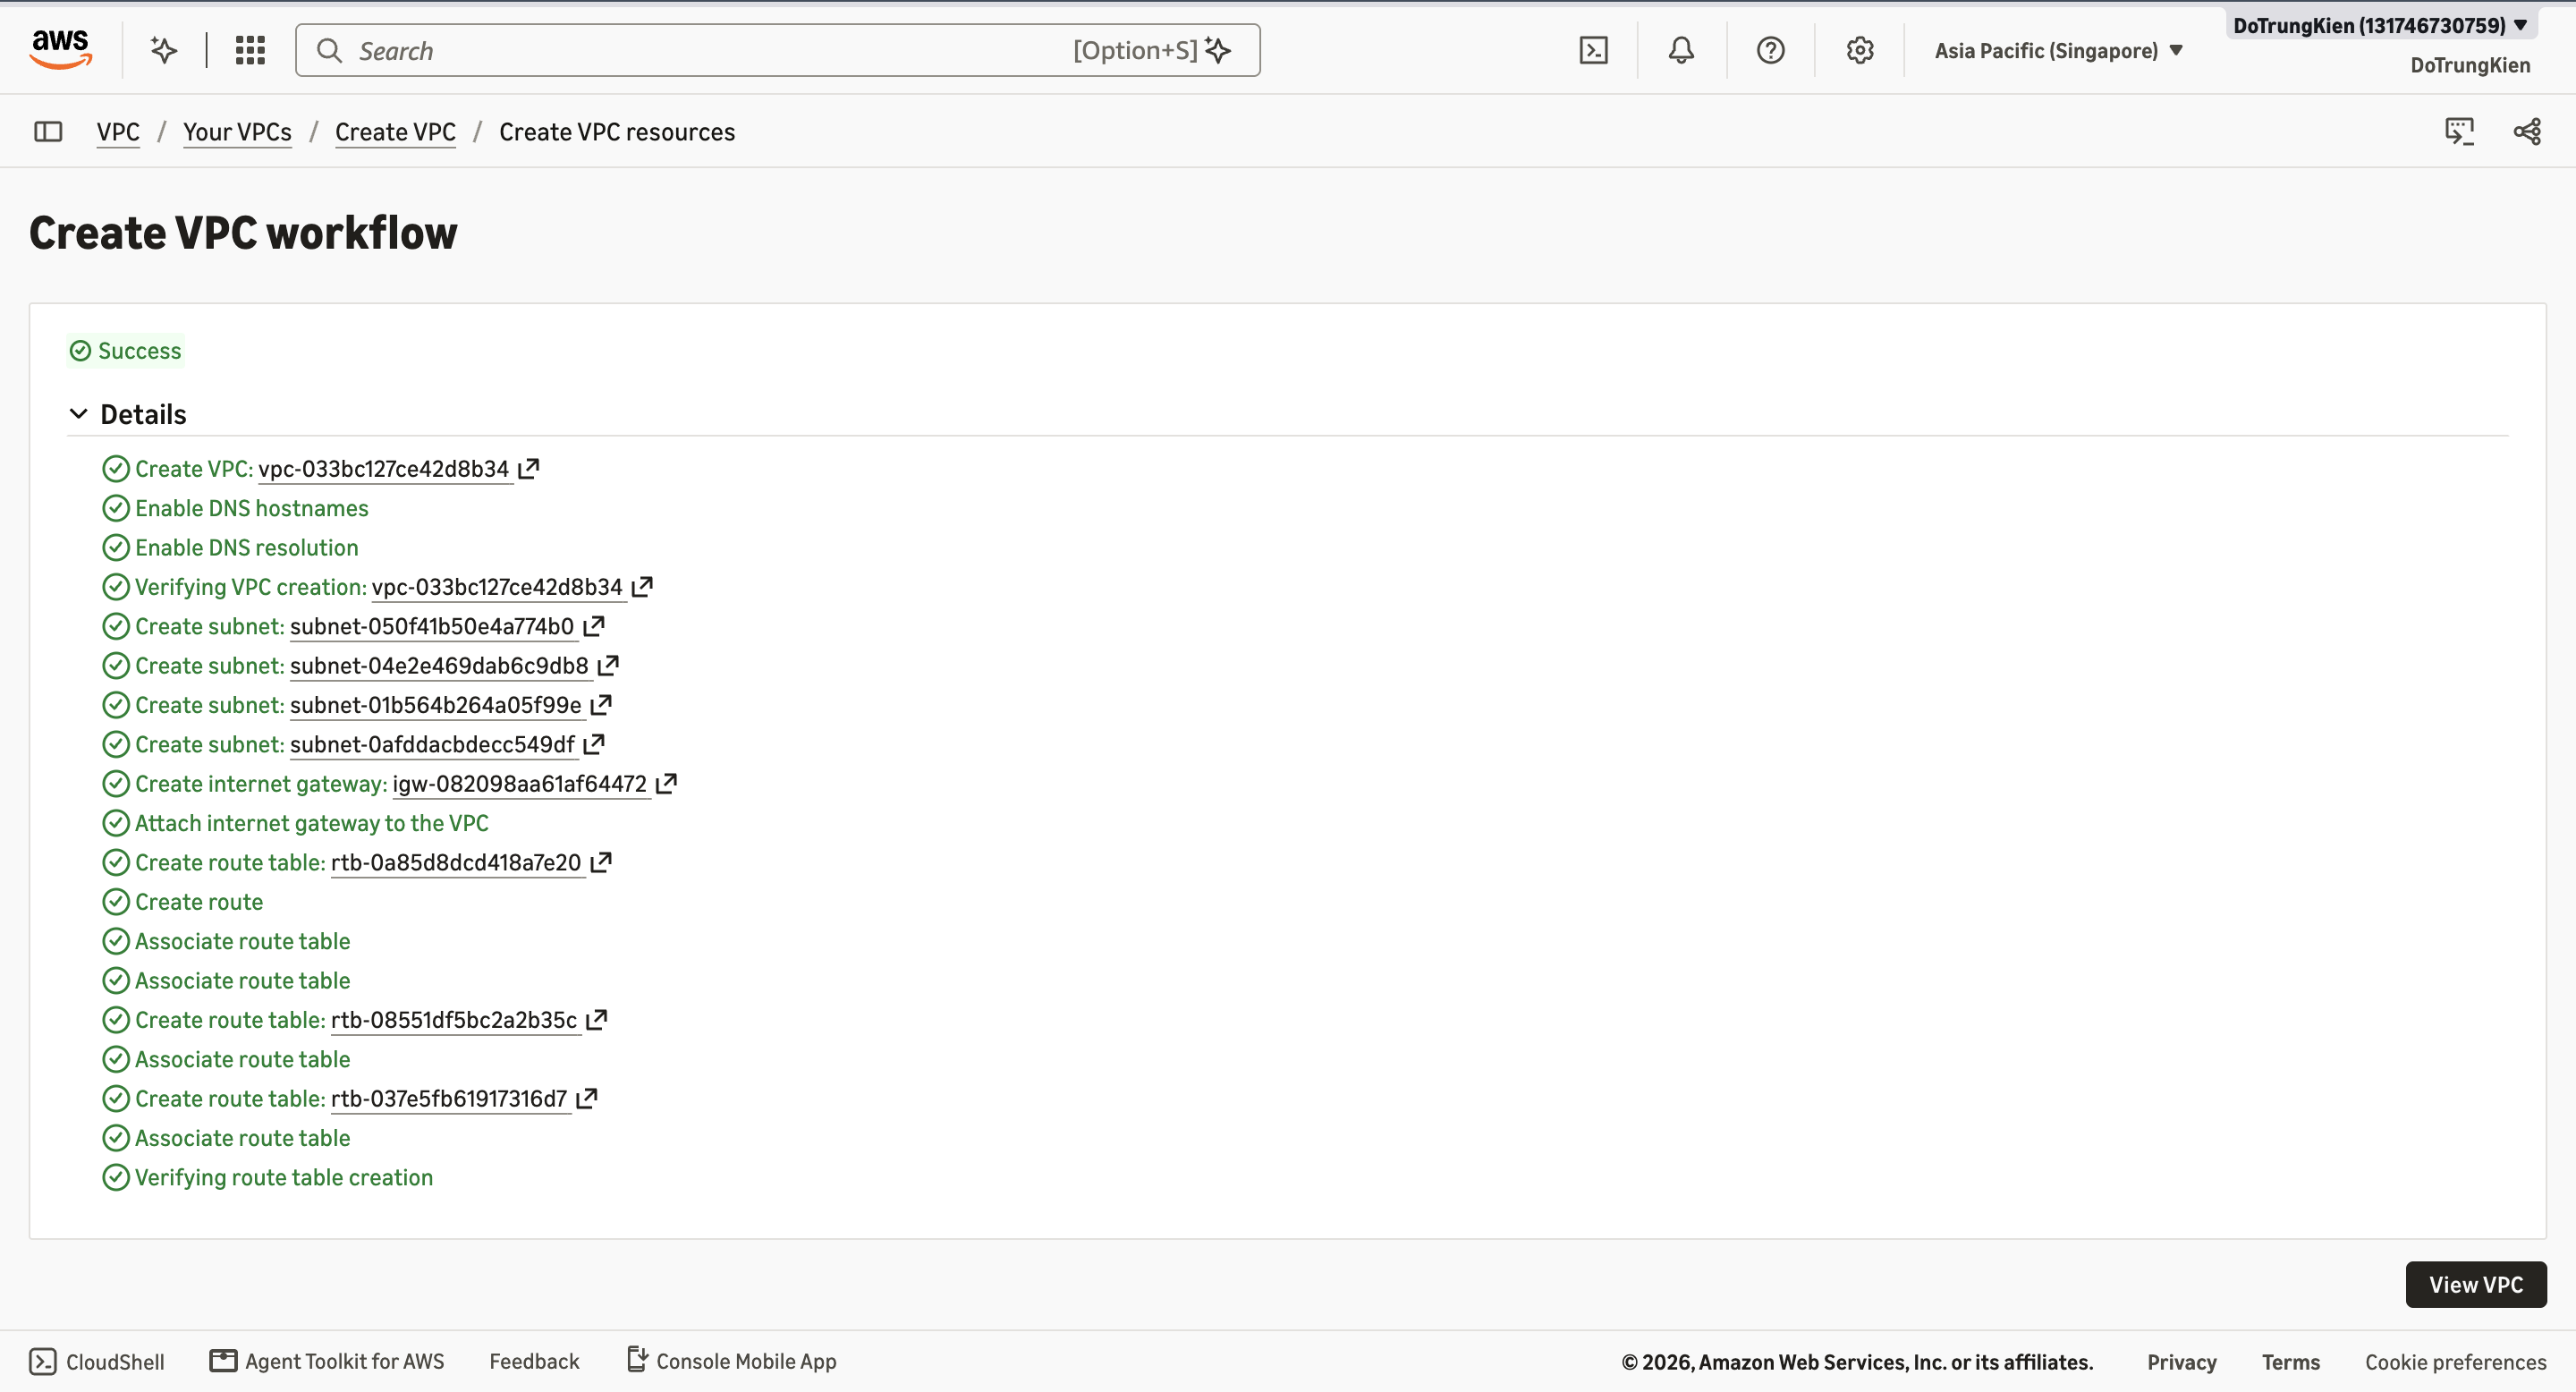 aws
Search
[Option+S]
Asia Pacific (Singapore)
DoTrungKien (131746730759)
DoTrungKien
VPC / Your VPCs / Create VPC / Create VPC resources
Create VPC workflow
Success
Details
Create VPC: vpc-033bc127ce42d8b34
Enable DNS hostnames
Enable DNS resolution
Verifying VPC creation: vpc-033bc127ce42d8b34
Create subnet: subnet-050f41b50e4a774b0
Create subnet: subnet-04e2e469dab6c9db8
Create subnet: subnet-01b564b264a05f99e
Create subnet: subnet-0afddacbdecc549df
Create internet gateway: igw-082098aa61af64472
Attach internet gateway to the VPC
Create route table: rtb-0a85d8dcd418a7e20
Create route
Associate route table
Associate route table
Create route table: rtb-08551df5bc2a2b35c
Associate route table
Create route table: rtb-037e5fb61917316d7
Associate route table
Verifying route table creation
View VPC
CloudShell
Agent Toolkit for AWS
Feedback
Console Mobile App
© 2026, Amazon Web Services, Inc. or its affiliates.
Privacy
Terms
Cookie preferences